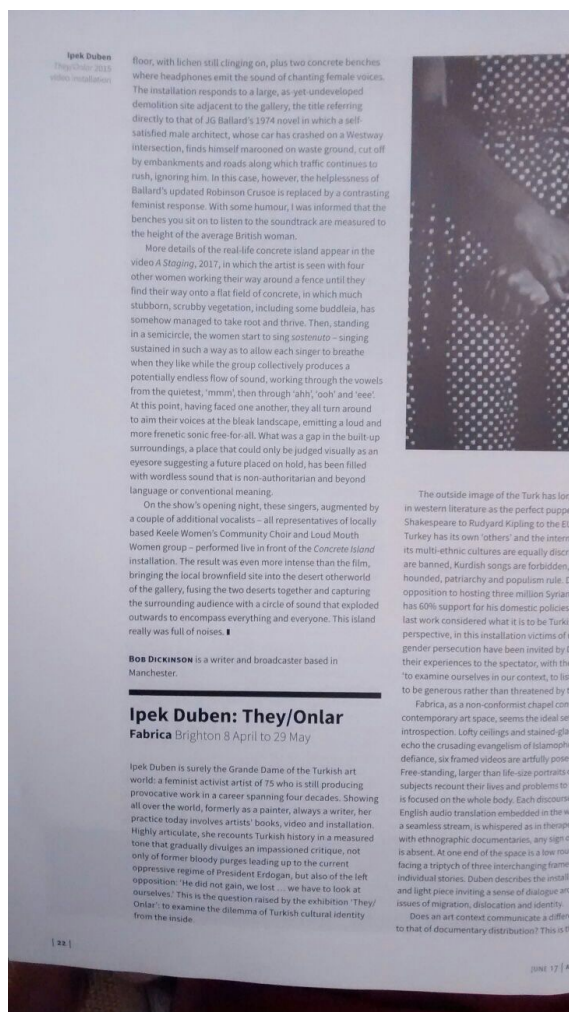 Ipek Duben
They/Onlar 2015
video installation
floor, with lichen still clinging on, plus two concrete benches
where headphones emit the sound of chanting female voices.
The installation responds to a large, as-yet-undeveloped
demolition site adjacent to the gallery, the title referring
directly to that of JG Ballard's 1974 novel in which a self-
satisfied male architect, whose car has crashed on a Westway
intersection, finds himself marooned on waste ground, cut off
by embankments and roads along which traffic continues to
rush, ignoring him. In this case, however, the helplessness of
Ballard's updated Robinson Crusoe is replaced by a contrasting
feminist response. With some humour, I was informed that the
benches you sit on to listen to the soundtrack are measured to
the height of the average British woman.
More details of the real-life concrete island appear in the
video A Staging, 2017, in which the artist is seen with four
other women working their way around a fence until they
find their way onto a flat field of concrete, in which much
stubborn, scrubby vegetation, including some buddleia, has
somehow managed to take root and thrive. Then, standing
in a semicircle, the women start to sing sostenuto – singing
sustained in such a way as to allow each singer to breathe
when they like while the group collectively produces a
potentially endless flow of sound, working through the vowels
from the quietest, 'mmm', then through 'ahh', 'ooh' and 'eee'.
At this point, having faced one another, they all turn around
to aim their voices at the bleak landscape, emitting a loud and
more frenetic sonic free-for-all. What was a gap in the built-up
surroundings, a place that could only be judged visually as an
eyesore suggesting a future placed on hold, has been filled
with wordless sound that is non-authoritarian and beyond
language or conventional meaning.
On the show's opening night, these singers, augmented by
a couple of additional vocalists – all representatives of locally
based Keele Women's Community Choir and Loud Mouth
Women group – performed live in front of the Concrete Island
installation. The result was even more intense than the film,
bringing the local brownfield site into the desert otherworld
of the gallery, fusing the two deserts together and capturing
the surrounding audience with a circle of sound that exploded
outwards to encompass everything and everyone. This island
really was full of noises.
BOB DICKINSON is a writer and broadcaster based in
Manchester.
Ipek Duben: They/Onlar
Fabrica Brighton 8 April to 29 May
Ipek Duben is surely the Grande Dame of the Turkish art
world: a feminist activist artist of 75 who is still producing
provocative work in a career spanning four decades. Showing
all over the world, formerly as a painter, always a writer, her
practice today involves artists' books, video and installation.
Highly articulate, she recounts Turkish history in a measured
tone that gradually divulges an impassioned critique, not
only of former bloody purges leading up to the current
oppressive regime of President Erdogan, but also of the left
opposition: 'He did not gain, we lost ... we have to look at
ourselves.' This is the question raised by the exhibition 'They/
Onlar': to examine the dilemma of Turkish cultural identity
from the inside.
The outside image of the Turk has
in western literature as the perfect
Shakespeare to Rudyard Kipling to the
Turkey has its own 'others' and the
its multi-ethnic cultures are equally
are banned, Kurdish songs are forbidden,
hounded, patriarchy and populism rule.
opposition to hosting three million
has 60% support for his domestic policies
last work considered what it is to be
perspective, in this installation victims of
gender persecution have been invited by
their experiences to the spectator, with
'to examine ourselves in our context, to
to be generous rather than threatened by
Fabrica, as a non-conformist chapel
contemporary art space, seems the ideal
introspection. Lofty ceilings and
echo the crusading evangelism of
defiance, six framed videos are artfully
Free-standing, larger than life-size portraits
subjects recount their lives and problems to
is focused on the whole body. Each
English audio translation embedded in the
a seamless stream, is whispered as in
with ethnographic documentaries, any sign
is absent. At one end of the space is a low
facing a triptych of three interchanging
individual stories. Duben describes the
and light piece inviting a sense of dialogue
issues of migration, dislocation and identity.
Does an art context communicate a
to that of documentary distribution? This is
| 22 |
JUNE 17 |